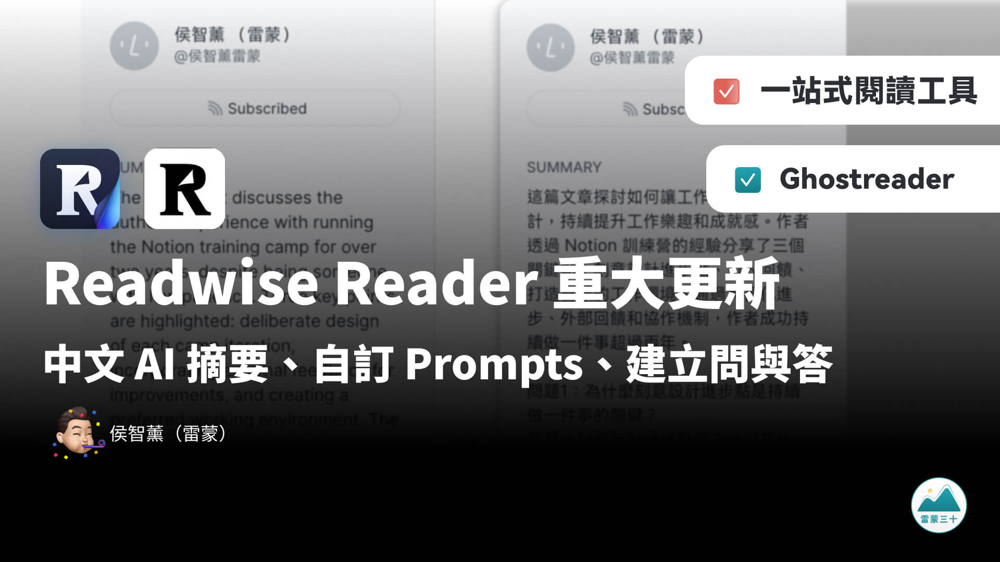 侯智薰（雷蒙）
@侯智薰雷蒙
Subscribed
侯智薰（雷蒙）
@侯智薰雷蒙
一站式閱讀工具
Ghostreader
SUMMARY
discusses the
with running
the Notion training camp for over
are highlighted: deliberate design
of each camp iteration,
improvements, and creating a
preferred working environment. The
SUMMARY
這篇文章探討如何讓工作
計，持續提升工作樂趣和成就感。作者
透過 Notion 訓練營的經驗分享了三個
步、外部回饋和協作機制，作者成功持
續做一件事超過兩年。
問題1：為什麼刻意設計進步點是持續
做一件事的關鍵？
Readwise Reader 重大更新
中文 AI 摘要、自訂 Prompts、建立問與答
侯智薰（雷蒙）
雷蒙三十